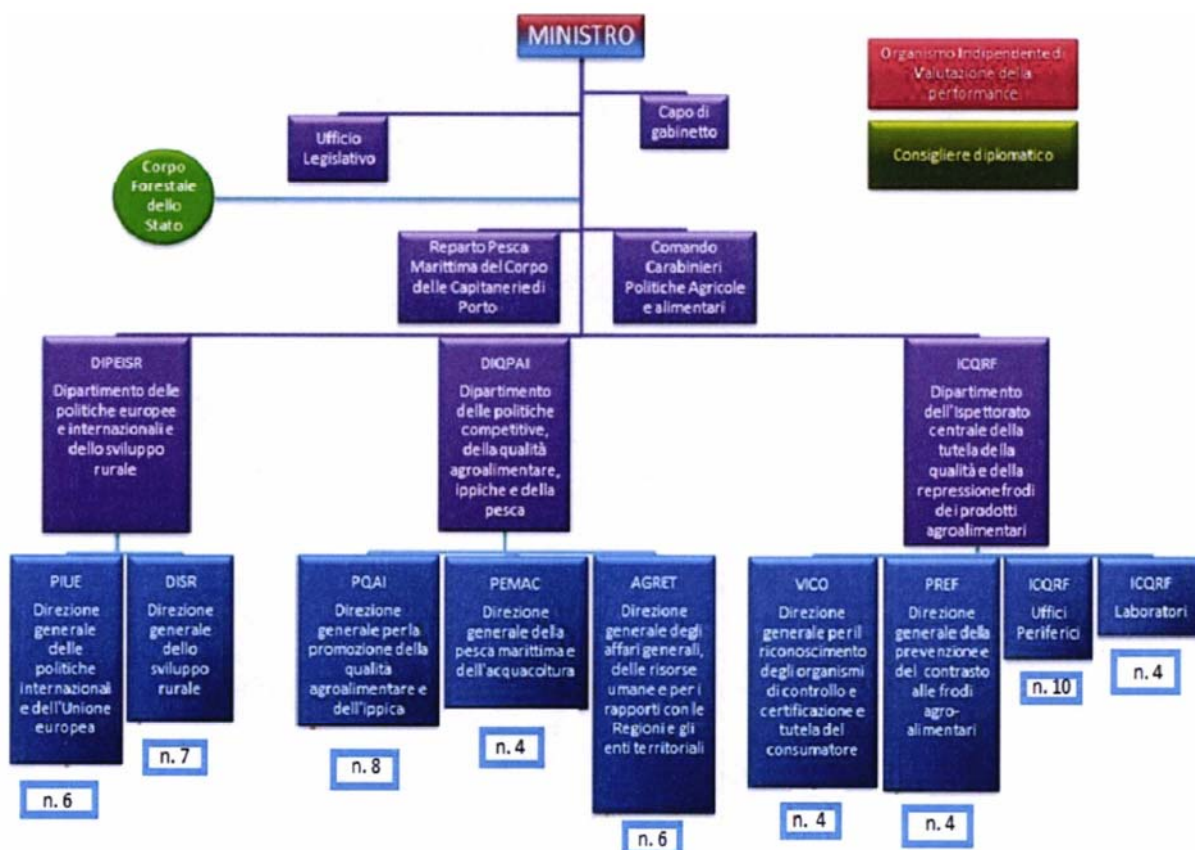 MINISTRO
Organismo Indipendente di
Valutazione della
performance
Capo di
gabinetto
Ufficio
Legislativo
Consigliere diplomatico
Corpo
Forestale
dello
Stato
Reparto Pesca
Marittima del Corpo
delle Capitanerie di
Porto
Comando
Carabinieri
Politiche Agricole
e alimentari
DIPEISR
Dipartimento delle
politiche europee
e internazionali e
dello sviluppo
rurale
DIQPAI
Dipartimento
delle politiche
competitive,
della qualità
agroalimentare,
ippiche e della
pesca
ICQRF
Dipartimento
dell'Ispettorato
centrale della
tutela della
qualità e della
repressione frodi
dei prodotti
agroalimentari
PIUE
Direzione
generale
delle
politiche
internazionali
e dell'Unione
europea
n. 6
DISR
Direzione
generale
dello
sviluppo
rurale
n. 7
PQAI
Direzione
generale per la
promozione della
qualità
agroalimentare e
dell'ippica
n. 8
PEMAC
Direzione
generale della
pesca marittima e
dell'acquacoltura
n. 4
AGRET
Direzione
generale degli
affari generali,
delle risorse
umane e per i
rapporti con le
Regioni e gli
enti territoriali
n. 6
VICO
Direzione
generale per il
riconoscimento
degli organismi
di controllo e
certificazione e
tutela del
consumatore
n. 4
PREF
Direzione
generale della
prevenzione e
del contrasto
alle frodi
agro-
alimentari
n. 4
ICQRF
Uffici
Periferici
n. 10
ICQRF
Laboratori
n. 4